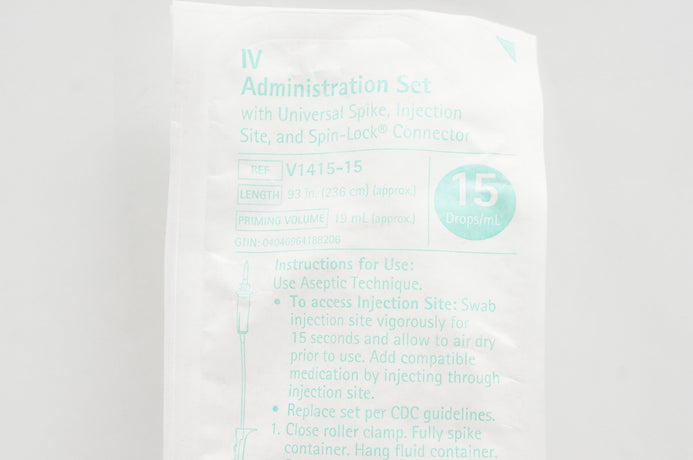 IV
Administration Set
with Universal Spike, Injection
Site, and Spin-Lock® Connector
REF V1415-15
LENGTH 93 in. (236 cm) (approx.)
PRIMING VOLUME 19 mL (approx.)
GTIN: 04046964188206
15
Drops/mL
Instructions for Use:
Use Aseptic Technique.
• To access Injection Site: Swab
injection site vigorously for
15 seconds and allow to air dry
prior to use. Add compatible
medication by injecting through
injection site.
• Replace set per CDC guidelines.
1. Close roller clamp. Fully spike
container. Hang fluid container.